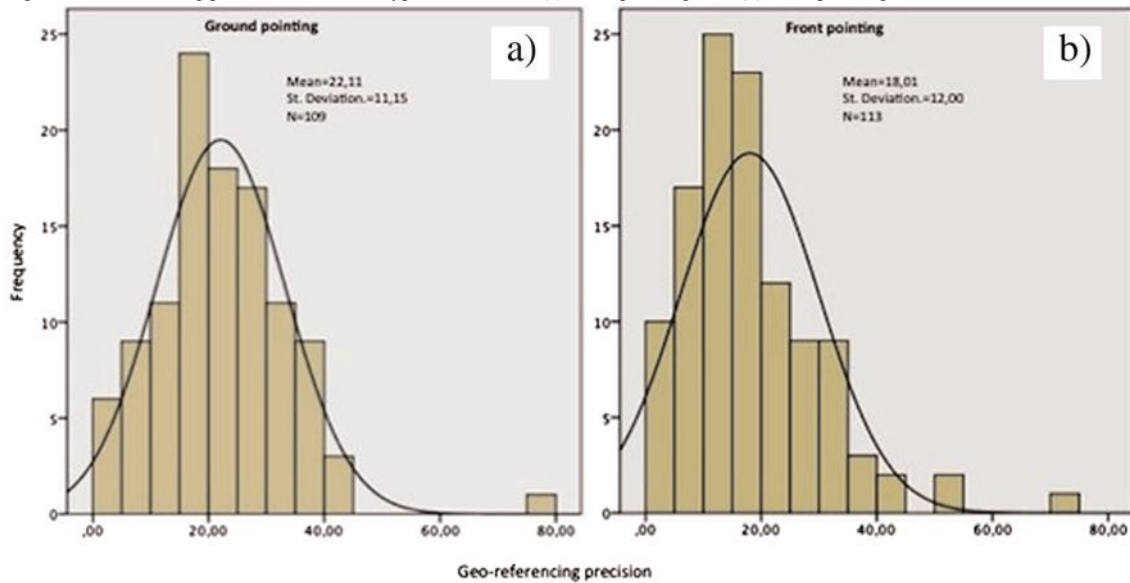 Ground pointing
a)
Mean=22,11
St. Deviation.=11,15
N=109
Frequency
25
20
15
10
5
0
,00
20,00
40,00
60,00
80,00
Front pointing
b)
Mean=18,01
St. Deviation.=12,00
N=113
25
20
15
10
5
0
,00
20,00
40,00
60,00
80,00
Geo-referencing precision